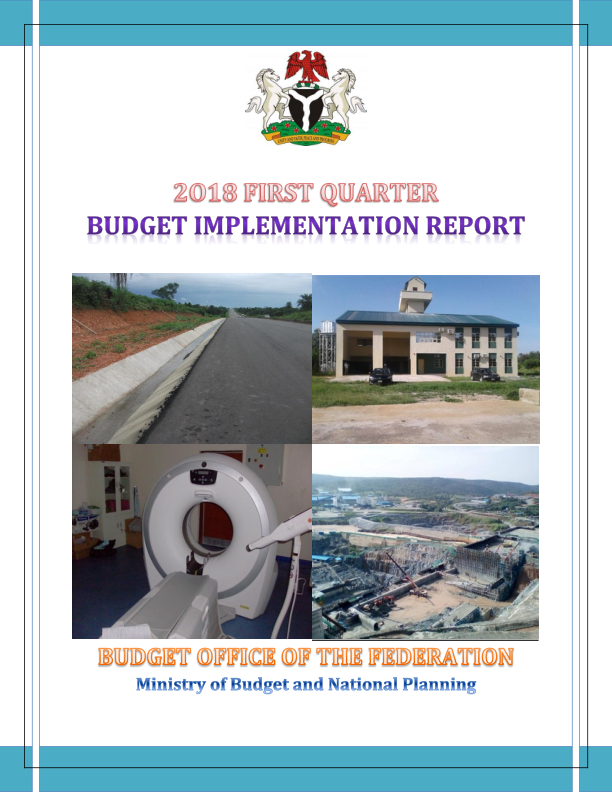 2018 FIRST QUARTER
BUDGET IMPLEMENTATION REPORT
BUDGET OFFICE OF THE FEDERATION
Ministry of Budget and National Planning